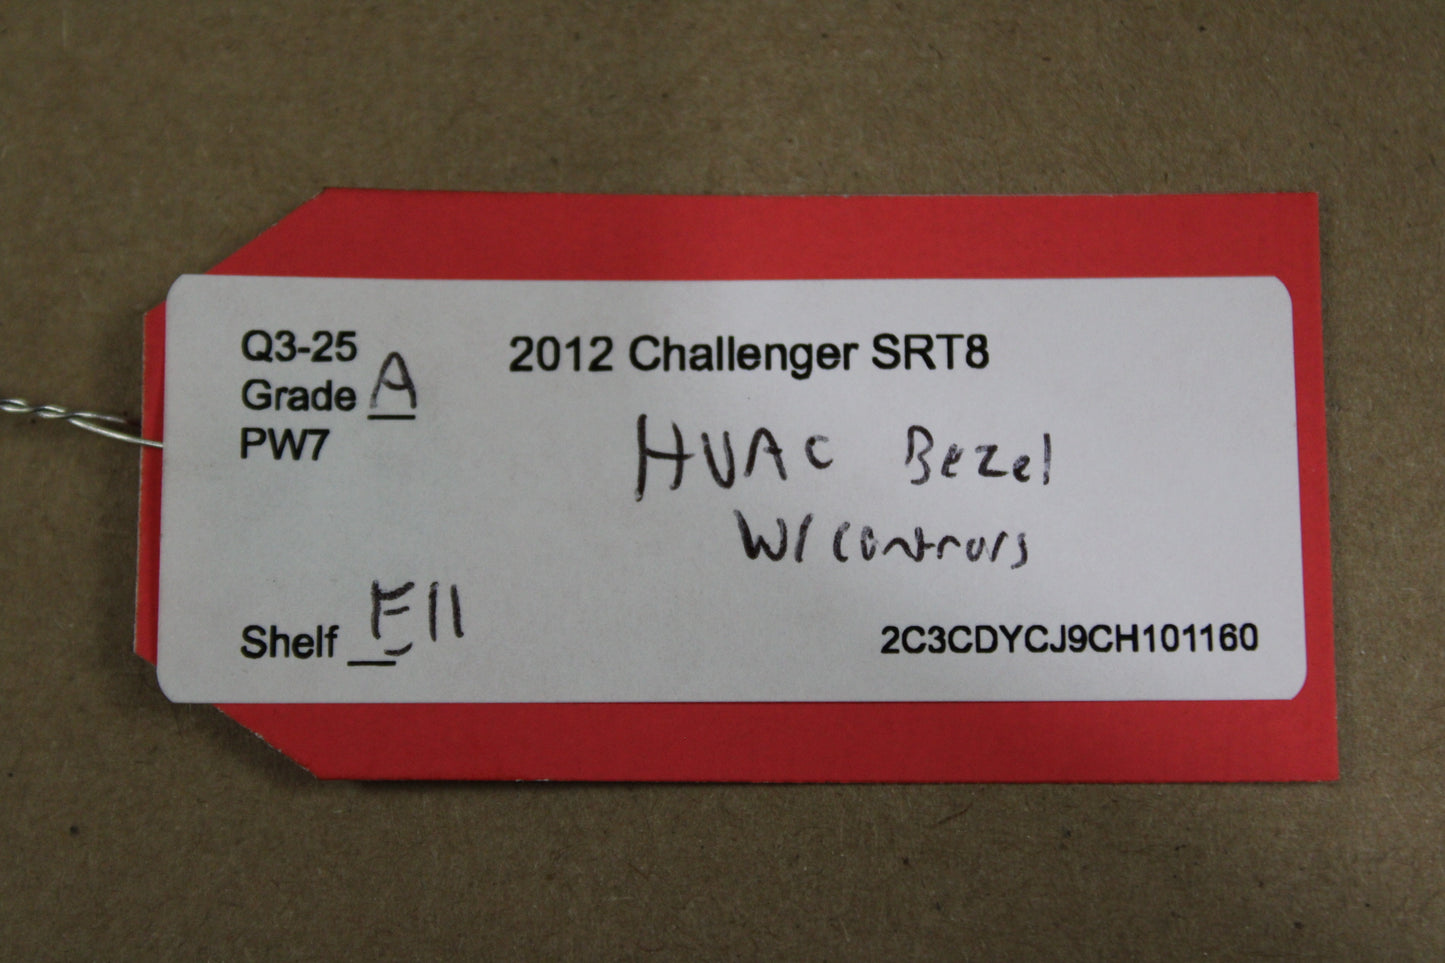 Q3-25
Grade A
PW7
2012 Challenger SRT8
HVAC Bezel
W/ controls
Shelf E11
2C3CDYCJ9CH101160